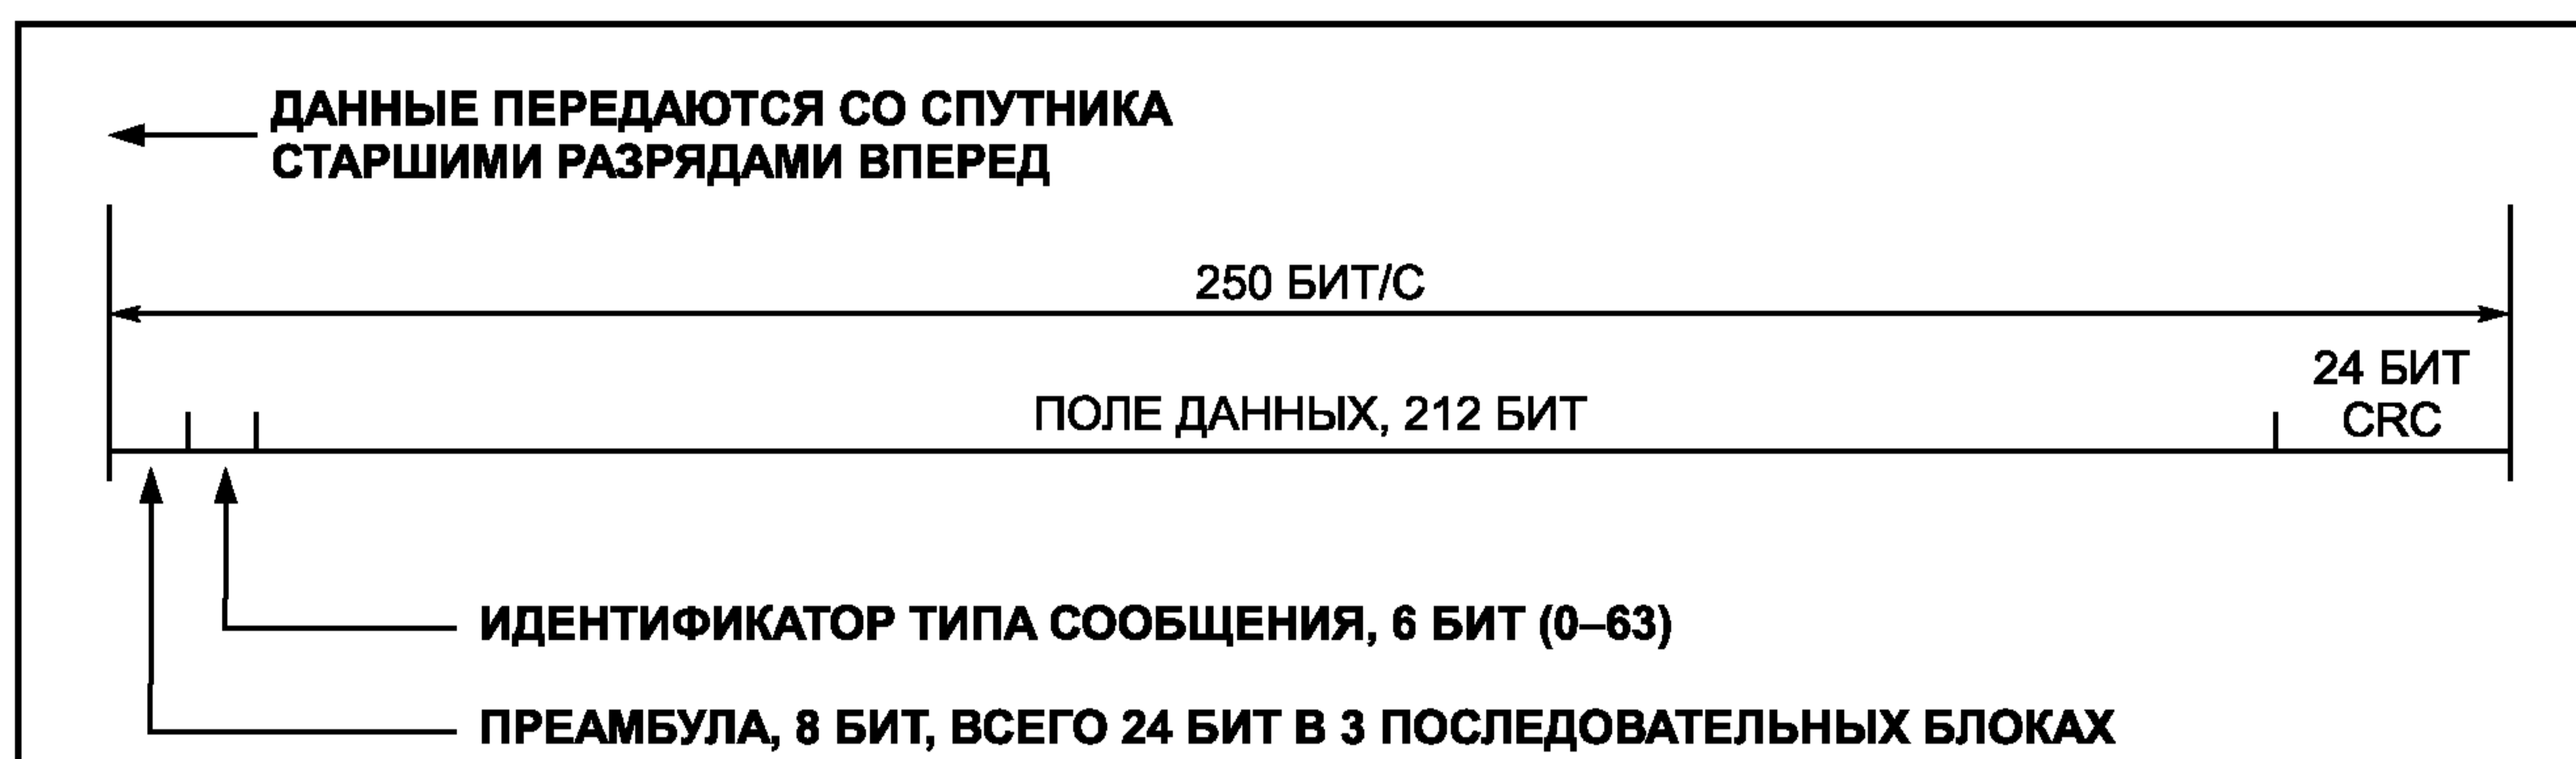 ДАННЫЕ ПЕРЕДАЮТСЯ СО СПУТНИКА
СТАРШИМИ РАЗРЯДАМИ ВПЕРЕД
250 БИТ/С
24 БИТ
CRC
ПОЛЕ ДАННЫХ, 212 БИТ
ИДЕНТИФИКАТОР ТИПА СООБЩЕНИЯ, 6 БИТ (0–63)
ПРЕАМБУЛА, 8 БИТ, ВСЕГО 24 БИТ В 3 ПОСЛЕДОВАТЕЛЬНЫХ БЛОКАХ